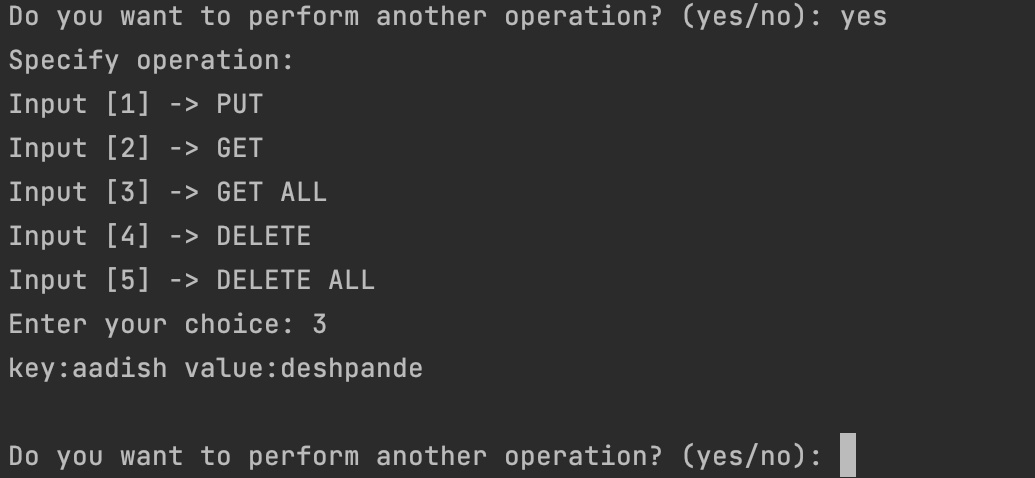 Do you want to perform another operation? (yes/no): yes
Specify operation:
Input [1] -> PUT
Input [2] -> GET
Input [3] -> GET ALL
Input [4] -> DELETE
Input [5] -> DELETE ALL
Enter your choice: 3
key:aadish value:deshpande
Do you want to perform another operation? (yes/no):